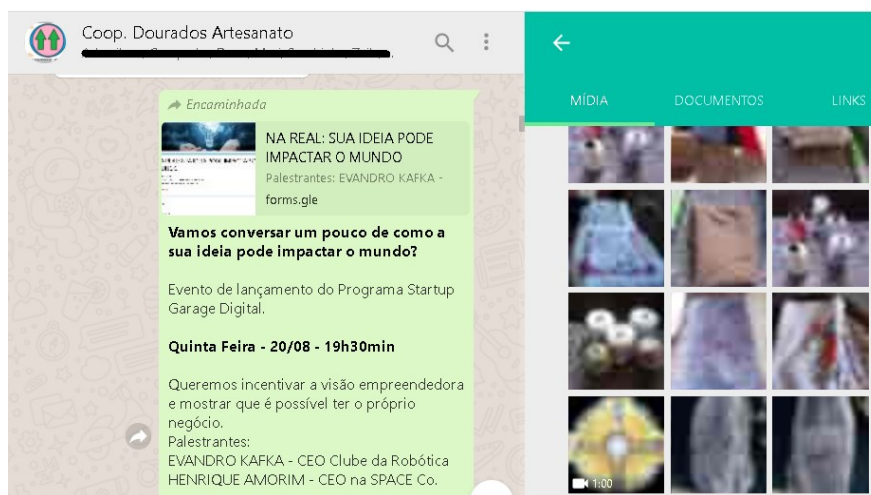 Coop. Dourados Artesanato
Encaminhada
NA REAL: SUA IDEIA PODE
IMPACTAR O MUNDO
Palestrantes: EVANDRO KAFKA -
forms.gle
Vamos conversar um pouco de como a
sua ideia pode impactar o mundo?
Evento de lançamento do Programa Startup
Garage Digital.
Quinta Feira - 20/08 - 19h30min
Queremos incentivar a visão empreendedora
e mostrar que é possível ter o próprio
negócio.
Palestrantes:
EVANDRO KAFKA - CEO Clube da Robótica
HENRIQUE AMORIM - CEO na SPACE Co.
MÍDIA
DOCUMENTOS
LINKS
1:00